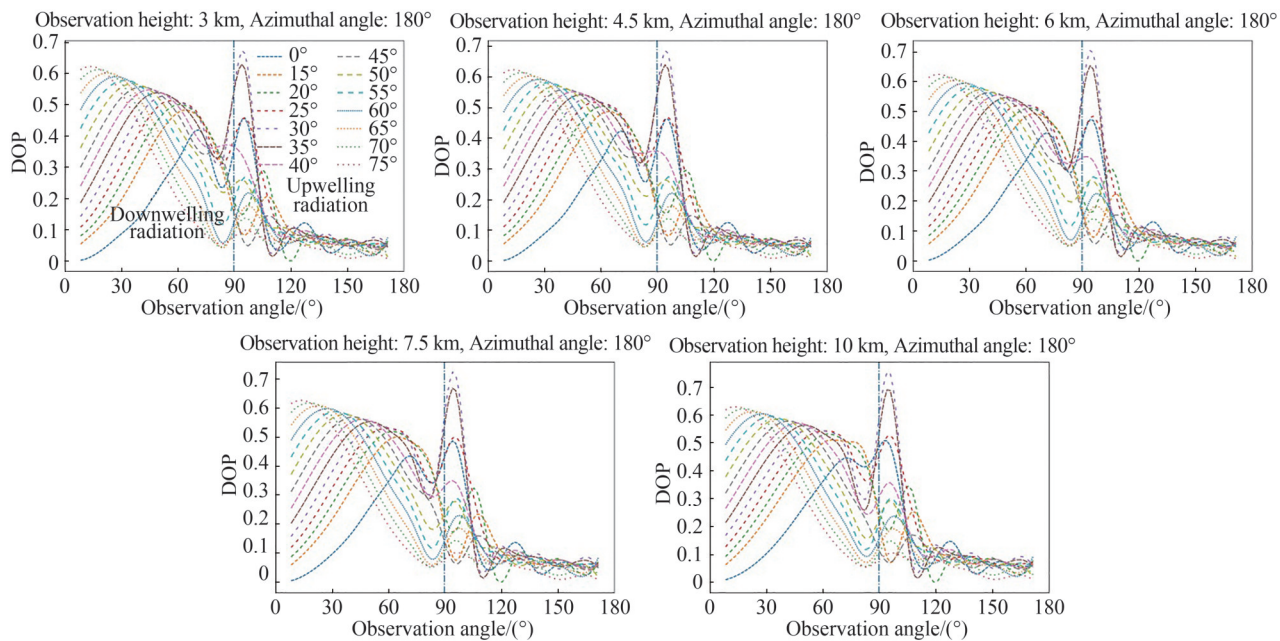 Observation height: 3 km, Azimuthal angle: 180°
0.7
0.6
0.5
0.4
0.3
0.2
0.1
0
DOP
0°
15°
20°
25°
30°
35°
40°
45°
50°
55°
60°
65°
70°
75°
Downwelling
radiation
Upwelling
radiation
0 30 60 90 120 150 180
Observation angle/(°)
Observation height: 4.5 km, Azimuthal angle: 180°
0.7
0.6
0.5
0.4
0.3
0.2
0.1
0
DOP
0 30 60 90 120 150 180
Observation angle/(°)
Observation height: 6 km, Azimuthal angle: 180°
0.7
0.6
0.5
0.4
0.3
0.2
0.1
0
DOP
0 30 60 90 120 150 180
Observation angle/(°)
Observation height: 7.5 km, Azimuthal angle: 180°
0.7
0.6
0.5
0.4
0.3
0.2
0.1
0
DOP
0 30 60 90 120 150 180
Observation angle/(°)
Observation height: 10 km, Azimuthal angle: 180°
0.7
0.6
0.5
0.4
0.3
0.2
0.1
0
DOP
0 30 60 90 120 150 180
Observation angle/(°)